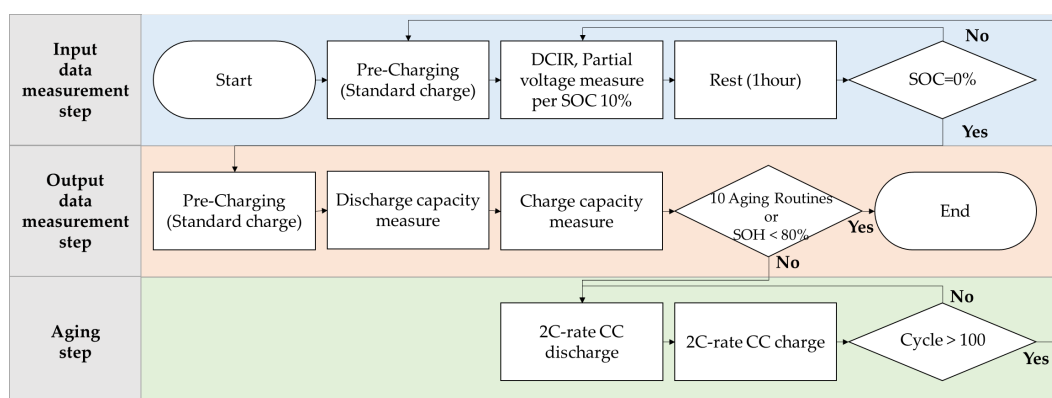 Input
data
measurement
step
Start
Pre-Charging
(Standard charge)
DCIR, Partial
voltage measure
per SOC 10%
Rest (1hour)
SOC=0%
No
Yes
Output
data
measurement
step
Pre-Charging
(Standard charge)
Discharge capacity
measure
Charge capacity
measure
10 Aging Routines
or
SOH < 80%
Yes
No
End
Aging
step
2C-rate CC
discharge
2C-rate CC charge
Cycle > 100
No
Yes